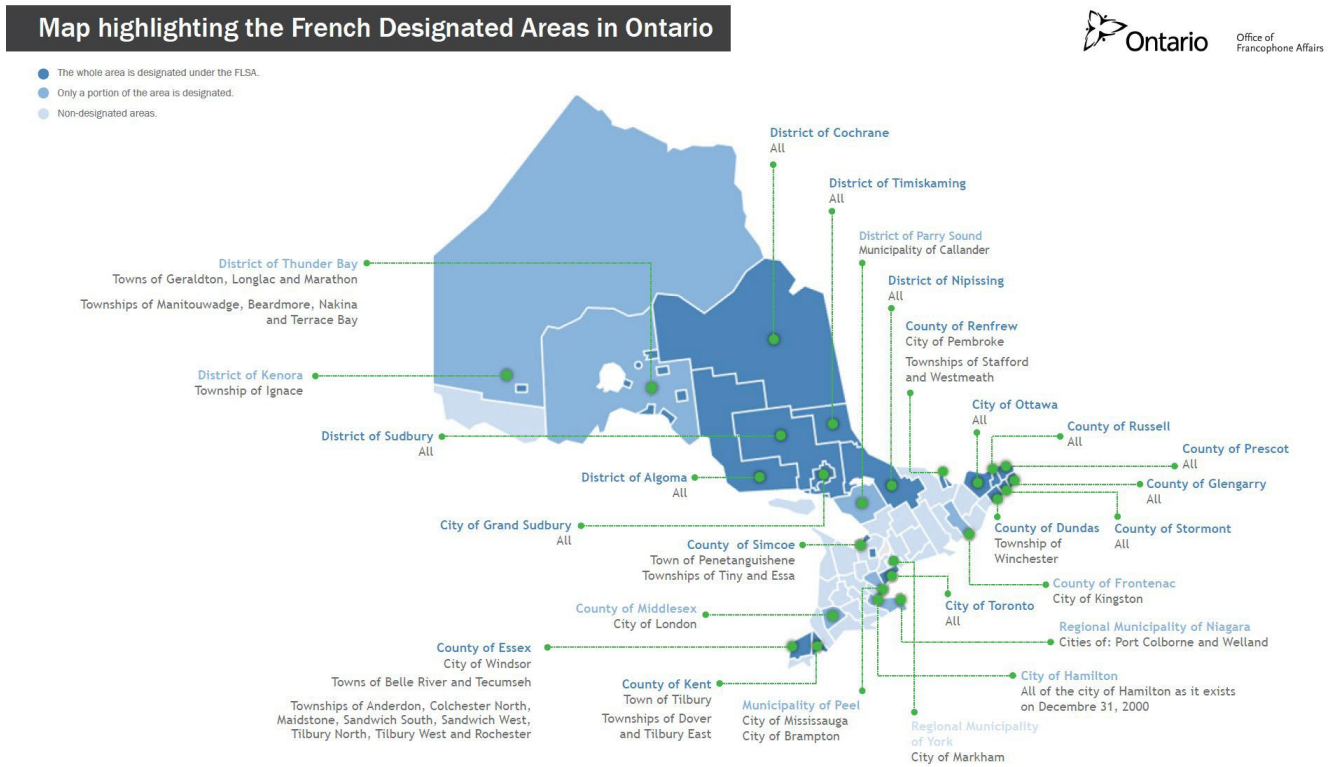 Map highlighting the French Designated Areas in Ontario
Ontario
Office of
Francophone Affairs
The whole area is designated under the FLSA.
Only a portion of the area is designated.
Non-designated areas.
District of Cochrane
All
District of Timiskaming
All
District of Parry Sound
Municipality of Callander
District of Thunder Bay
Towns of Geraldton, Longlac and Marathon
Townships of Manitouwadge, Beardmore, Nakina
and Terrace Bay
District of Nipissing
All
County of Renfrew
City of Pembroke
Townships of Stafford
and Westmeath
District of Kenora
Township of Ignace
City of Ottawa
All
County of Russell
All
District of Sudbury
All
County of Prescot
All
District of Algoma
All
County of Glengarry
All
City of Grand Sudbury
All
County of Dundas
Township of
Winchester
County of Stormont
All
County of Simcoe
Town of Penetanguishene
Townships of Tiny and Essa
County of Frontenac
City of Kingston
County of Middlesex
City of London
City of Toronto
All
Regional Municipality of Niagara
Cities of: Port Colborne and Welland
County of Essex
City of Windsor
Towns of Belle River and Tecumseh
Townships of Anderdon, Colchester North,
Maidstone, Sandwich South, Sandwich West,
Tilbury North, Tilbury West and Rochester
County of Kent
Town of Tilbury
Townships of Dover
and Tilbury East
Municipality of Peel
City of Mississauga
City of Brampton
City of Hamilton
All of the city of Hamilton as it exists
on Decembre 31, 2000
Regional Municipality
of York
City of Markham